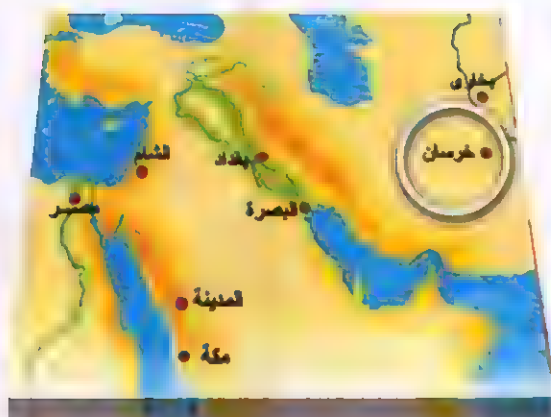 بخارى
خرسان
الشام
بغداد
مصر
البصرة
المدينة
مكة